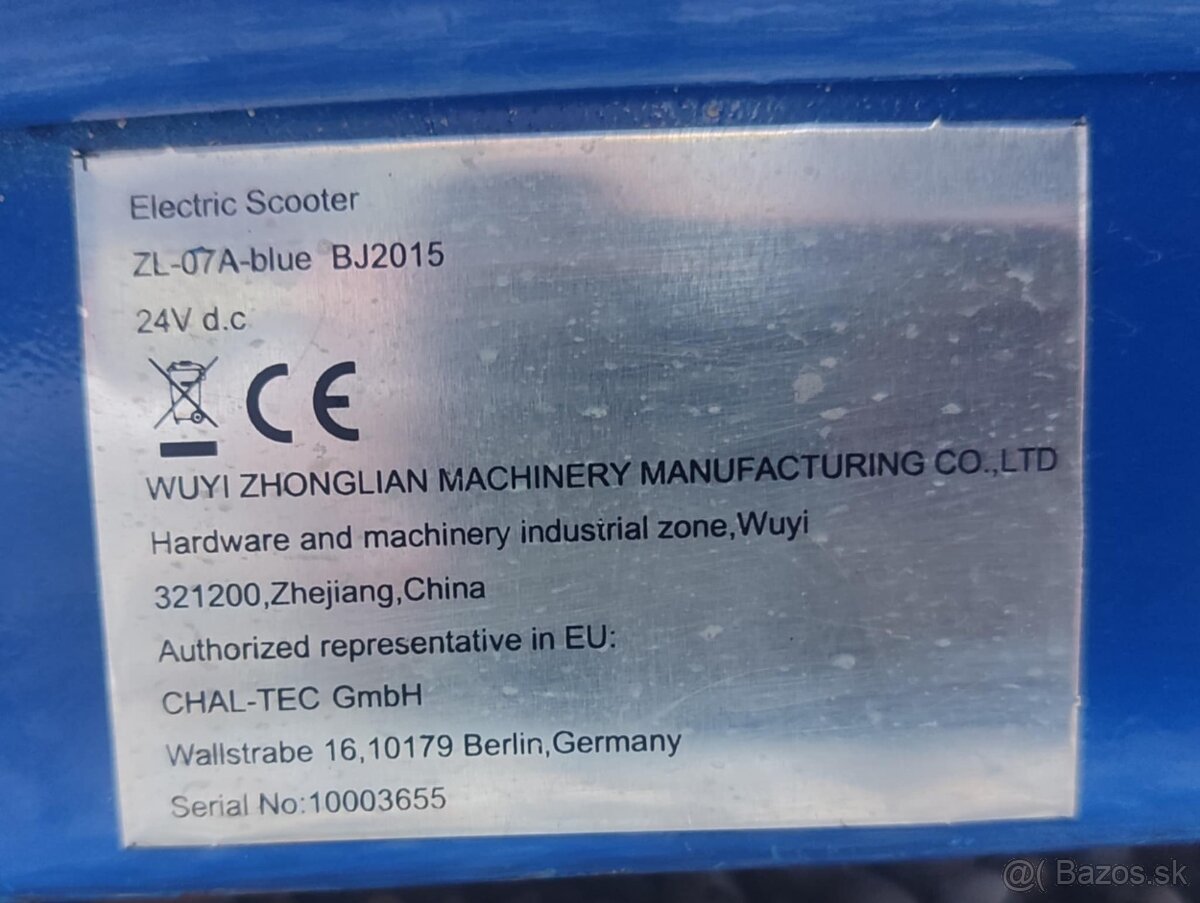 Electric Scooter
ZL-07A-blue BJ2015
24V d.c
CE
WUYI ZHONGLIAN MACHINERY MANUFACTURING CO.,LTD
Hardware and machinery industrial zone,Wuyi
321200,Zhejiang,China
Authorized representative in EU:
CHAL-TEC GmbH
Wallstrabe 16,10179 Berlin,Germany
Serial No:10003655
@( Bazos.sk